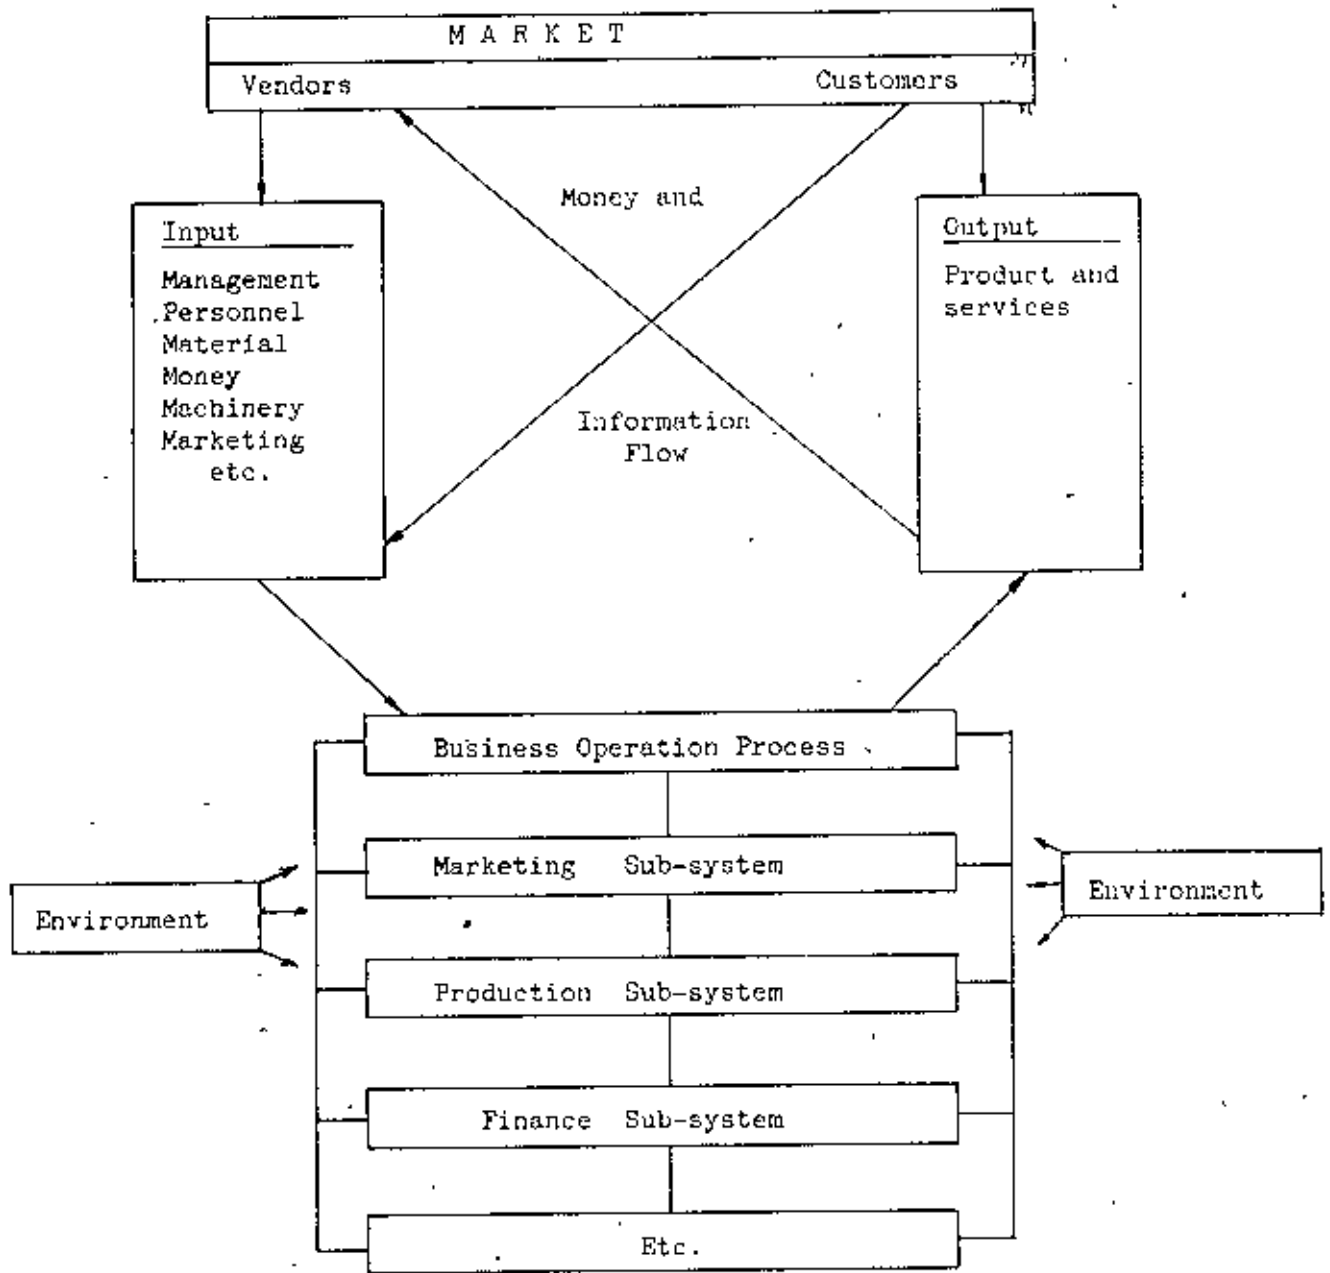 M A R K E T
Vendors Customers
Money and
Input
Management
Personnel
Material
Money
Machinery
Marketing
etc.
Output
Product and
services
Information
Flow
Business Operation Process
Marketing Sub-system
Environment
Environment
Production Sub-system
Finance Sub-system
Etc.